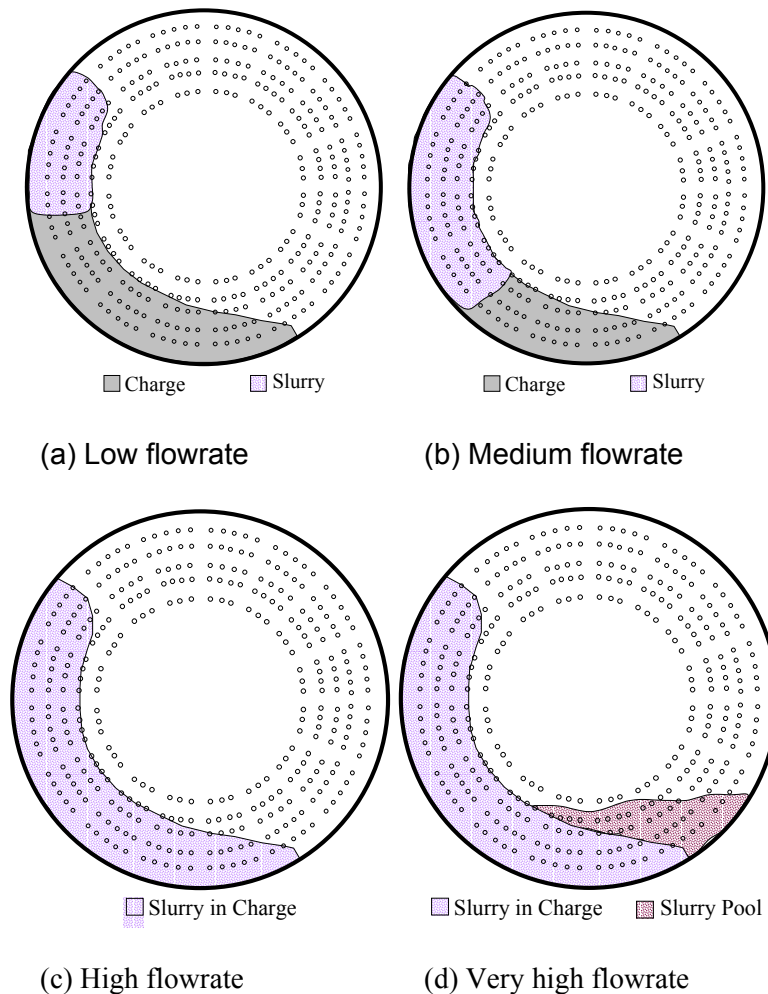 Charge Slurry
Charge Slurry
(a) Low flowrate
(b) Medium flowrate
Slurry in Charge
Slurry in Charge Slurry Pool
(c) High flowrate
(d) Very high flowrate